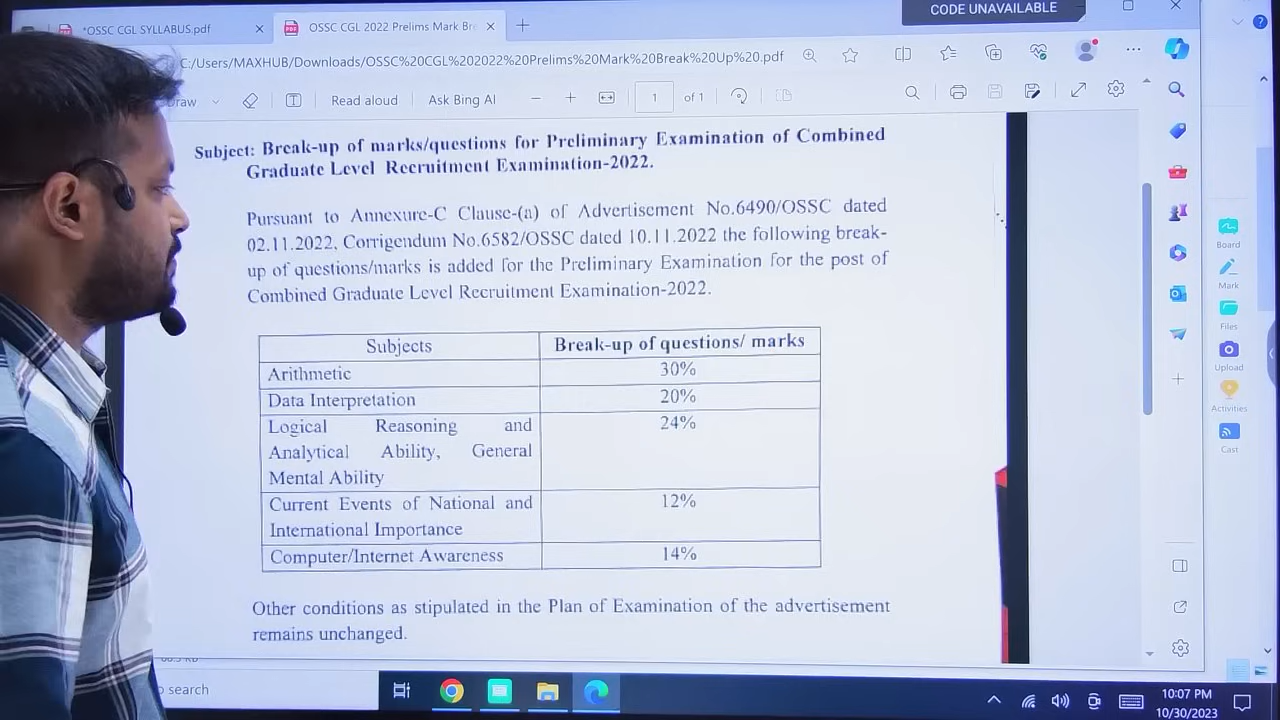 CODE UNAVAILABLE
*OSSC CGL SYLLABUS.pdf
OSSC CGL 2022 Prelims Mark Br
C:/Users/MAXHUB/Downloads/OSSC%20CGL%202022%20Prelims%20Mark%20Break%20Up%20.pdf
Draw
Read aloud
Ask Bing AI
1 of 1
Subject: Break-up of marks/questions for Preliminary Examination of Combined
Graduate Level Recruitment Examination-2022.
Pursuant to Annexure-C Clause-(a) of Advertisement No.6490/OSSC dated
02.11.2022, Corrigendum No.6582/OSSC dated 10.11.2022 the following break-
up of questions/marks is added for the Preliminary Examination for the post of
Combined Graduate Level Recruitment Examination-2022.
Subjects Break-up of questions/ marks
Arithmetic 30%
Data Interpretation 20%
Logical Reasoning and 24%
Analytical Ability, General
Mental Ability
Current Events of National and 12%
International Importance
Computer/Internet Awareness 14%
Other conditions as stipulated in the Plan of Examination of the advertisement
remains unchanged.
Board
Mark
Files
Upload
Activities
Cast
search
10:07 PM
10/30/2023